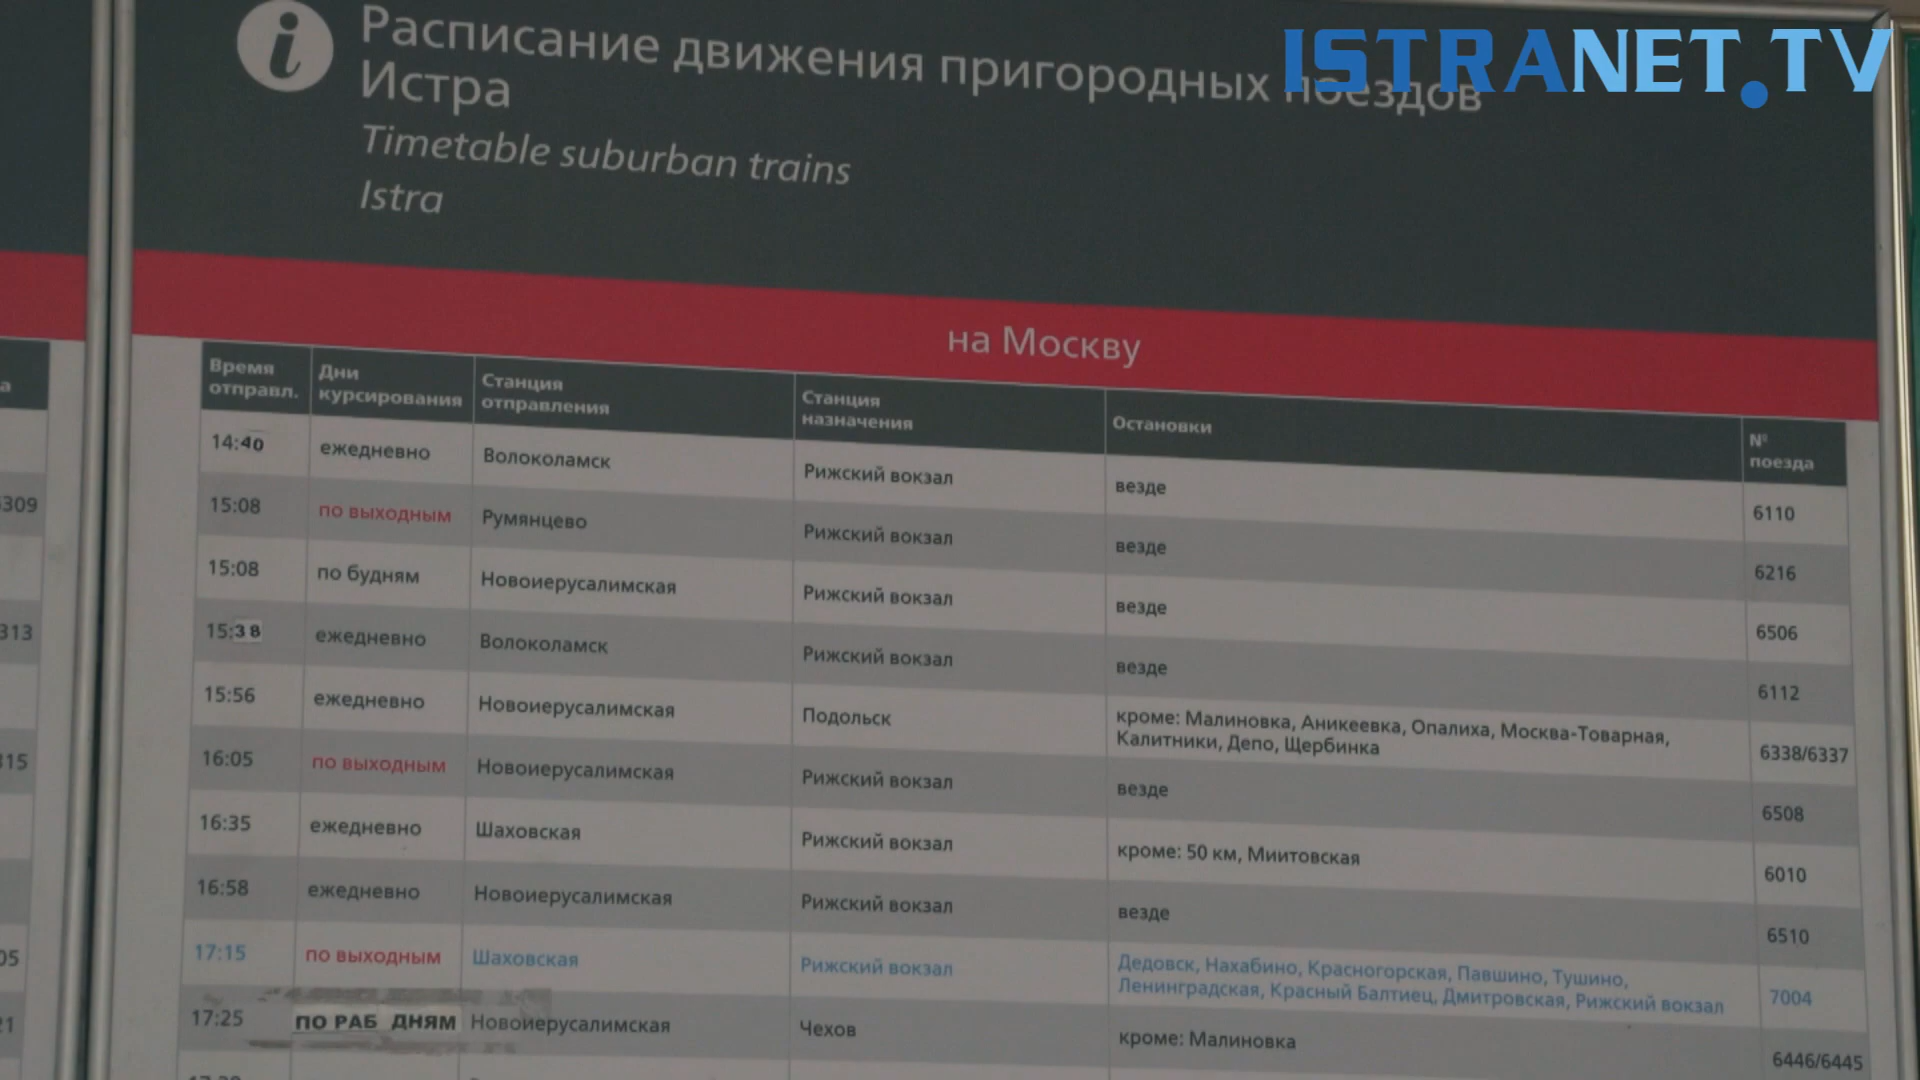 i
Расписание движения пригородных поездов
Истра
Timetable suburban trains
Istra
ISTRANET.TV
на Москву
Время отправл. Дни курсирования Станция отправления Станция назначения Остановки № поезда
14:40 ежедневно Волоколамск Рижский вокзал везде 6110
15:08 по выходным Румянцево Рижский вокзал везде 6216
15:08 по будням Новоиерусалимская Рижский вокзал везде 6506
15:38 ежедневно Волоколамск Рижский вокзал везде 6112
15:56 ежедневно Новоиерусалимская Подольск кроме: Малиновка, Аникеевка, Опалиха, Москва-Товарная,
Калитники, Депо, Щербинка 6338/6337
16:05 по выходным Новоиерусалимская Рижский вокзал везде 6508
16:35 ежедневно Шаховская Рижский вокзал кроме: 50 км, Миитовская 6010
16:58 ежедневно Новоиерусалимская Рижский вокзал везде 6510
17:15 по выходным Шаховская Рижский вокзал Дедовск, Нахабино, Красногорская, Павшино, Тушино,
Ленинградская, Красный Балтиец, Дмитровская, Рижский вокзал 7004
17:25 ПО РАБ ДНЯМ Новоиерусалимская Чехов кроме: Малиновка 6446/6445